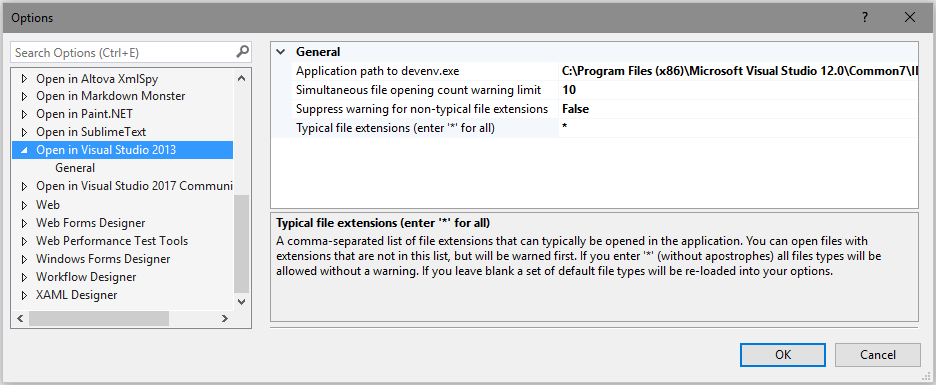 Options
?
Search Options (Ctrl+E)
Open in Altova XmlSpy
Open in Markdown Monster
Open in Paint.NET
Open in SublimeText
Open in Visual Studio 2013
General
Open in Visual Studio 2017 Communi
Web
Web Forms Designer
Web Performance Test Tools
Windows Forms Designer
Workflow Designer
XAML Designer
General
Application path to devenv.exe C:\Program Files (x86)\Microsoft Visual Studio 12.0\Common7\II
Simultaneous file opening count warning limit 10
Suppress warning for non-typical file extensions False
Typical file extensions (enter '*' for all) *
Typical file extensions (enter '*' for all)
A comma-separated list of file extensions that can typically be opened in the application. You can open files with
extensions that are not in this list, but will be warned first. If you enter '*' (without apostrophes) all files types will be
allowed without a warning. If you leave blank a set of default file types will be re-loaded into your options.
OK
Cancel